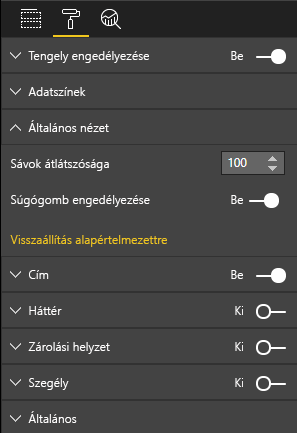 Tengely engedélyezése Be
Adatszínek
Általános nézet
Sávok átlátszósága 100
Súgógomb engedélyezése Be
Visszaállítás alapértelmezettre
Cím Be
Háttér Ki
Zárolási helyzet Ki
Szegély Ki
Általános